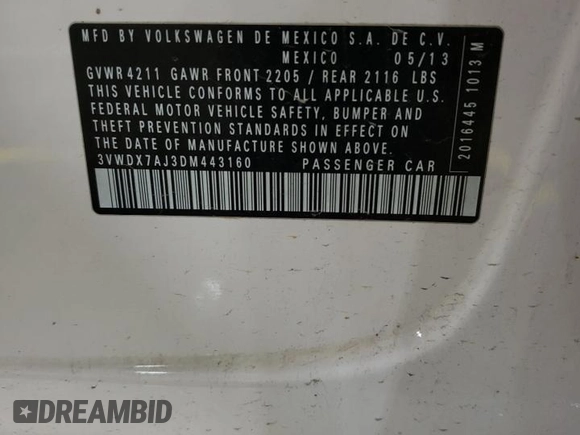 MFD BY VOLKSWAGEN DE MEXICO S.A. DE C.V.
MEXICO 05/13
GVWR 4211 GAWR FRONT 2205 / REAR 2116 LBS
THIS VEHICLE CONFORMS TO ALL APPLICABLE U.S.
FEDERAL MOTOR VEHICLE SAFETY, BUMPER AND
THEFT PREVENTION STANDARDS IN EFFECT ON
THE DATE OF MANUFACTURE SHOWN ABOVE.
3VWDX7AJ3DM443160 PASSENGER CAR
2016445 1013 M
DREAMBID